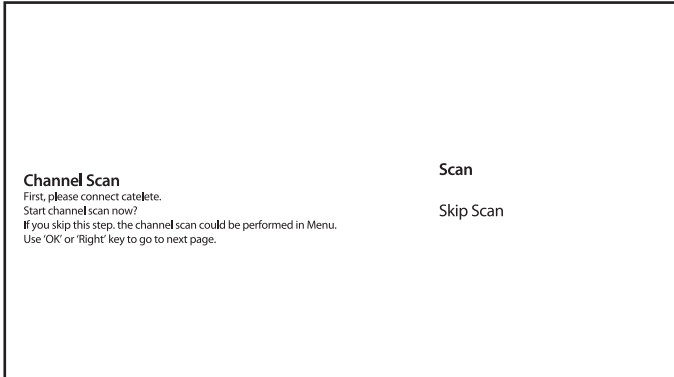 Channel Scan
First, please connect catelete.
Start channel scan now?
If you skip this step. the channel scan could be performed in Menu.
Use ‘OK’ or ‘Right’ key to go to next page.
Scan
Skip Scan